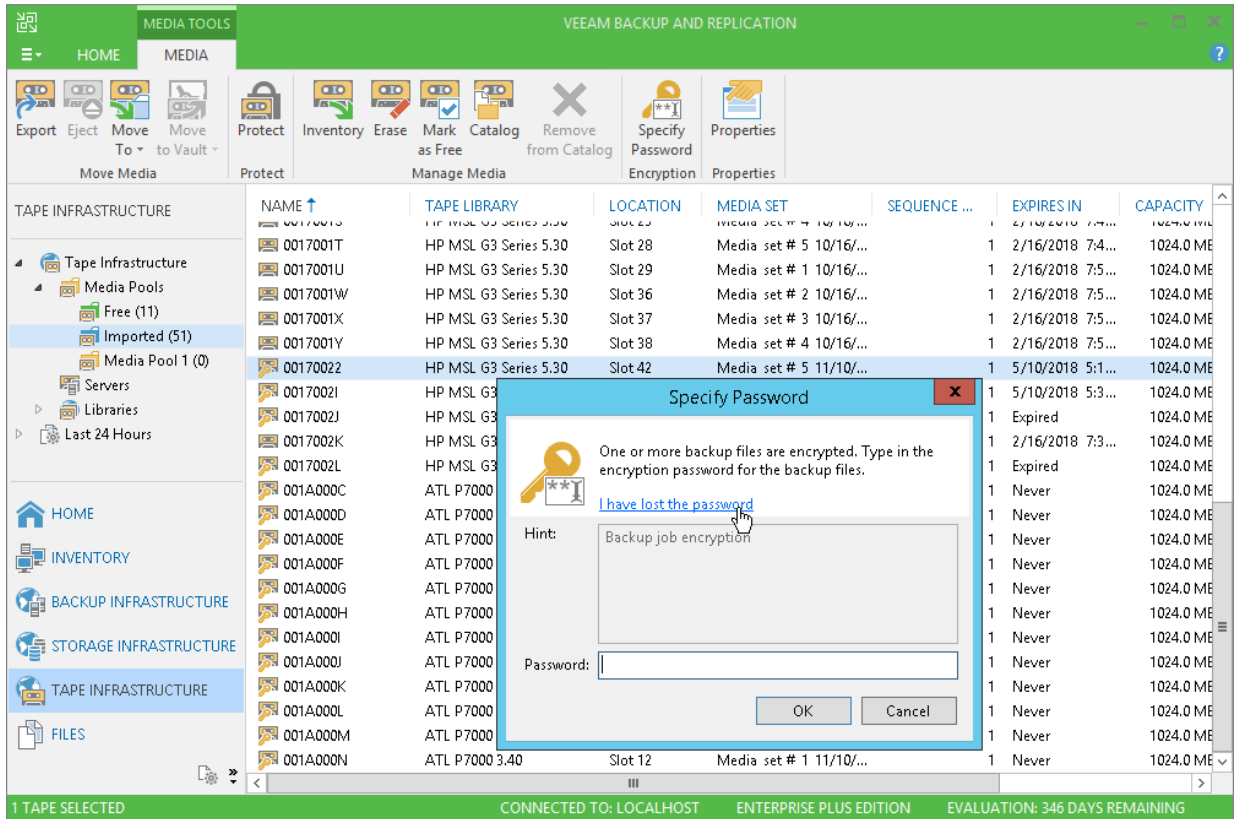 MEDIA TOOLS
VEEAM BACKUP AND REPLICATION
HOME MEDIA
?
Export Eject Move To Move to Vault Protect Inventory Erase Mark as Free Catalog Remove from Catalog Specify Password Properties
Move Media Protect Manage Media Encryption Properties
TAPE INFRASTRUCTURE
Tape Infrastructure
Media Pools
Free (11)
Imported (51)
Media Pool 1 (0)
Servers
Libraries
Last 24 Hours
HOME
INVENTORY
BACKUP INFRASTRUCTURE
STORAGE INFRASTRUCTURE
TAPE INFRASTRUCTURE
FILES
NAME TAPE LIBRARY LOCATION MEDIA SET SEQUENCE ... EXPIRES IN CAPACITY
0017001T HP MSL G3 Series 5.30 Slot 28 Media set # 5 10/16/... 1 2/16/2018 7:4... 1024.0 MB
0017001U HP MSL G3 Series 5.30 Slot 29 Media set # 1 10/16/... 1 2/16/2018 7:5... 1024.0 MB
0017001W HP MSL G3 Series 5.30 Slot 36 Media set # 2 10/16/... 1 2/16/2018 7:5... 1024.0 MB
0017001X HP MSL G3 Series 5.30 Slot 37 Media set # 3 10/16/... 1 2/16/2018 7:5... 1024.0 MB
0017001Y HP MSL G3 Series 5.30 Slot 38 Media set # 4 10/16/... 1 2/16/2018 7:5... 1024.0 MB
00170022 HP MSL G3 Series 5.30 Slot 42 Media set # 5 11/10/... 1 5/10/2018 5:1... 1024.0 MB
0017002I HP MSL G3 1 5/10/2018 5:3... 1024.0 MB
0017002J HP MSL G3 1 Expired 1024.0 MB
0017002K HP MSL G3 1 2/16/2018 7:3... 1024.0 MB
0017002L HP MSL G3 1 Expired 1024.0 MB
001A000C ATL P7000 1 Never 1024.0 MB
001A000D ATL P7000 1 Never 1024.0 MB
001A000E ATL P7000 1 Never 1024.0 MB
001A000F ATL P7000 1 Never 1024.0 MB
001A000G ATL P7000 1 Never 1024.0 MB
001A000H ATL P7000 1 Never 1024.0 MB
001A000I ATL P7000 1 Never 1024.0 MB
001A000J ATL P7000 1 Never 1024.0 MB
001A000K ATL P7000 1 Never 1024.0 MB
001A000L ATL P7000 1 Never 1024.0 MB
001A000M ATL P7000 1 Never 1024.0 MB
001A000N ATL P7000 3.40 Slot 12 Media set # 1 11/10/... 1 Never 1024.0 MB
Specify Password
x
One or more backup files are encrypted. Type in the
encryption password for the backup files.
I have lost the password
Hint: Backup job encryption
Password:
OK Cancel
1 TAPE SELECTED CONNECTED TO: LOCALHOST ENTERPRISE PLUS EDITION EVALUATION: 346 DAYS REMAINING